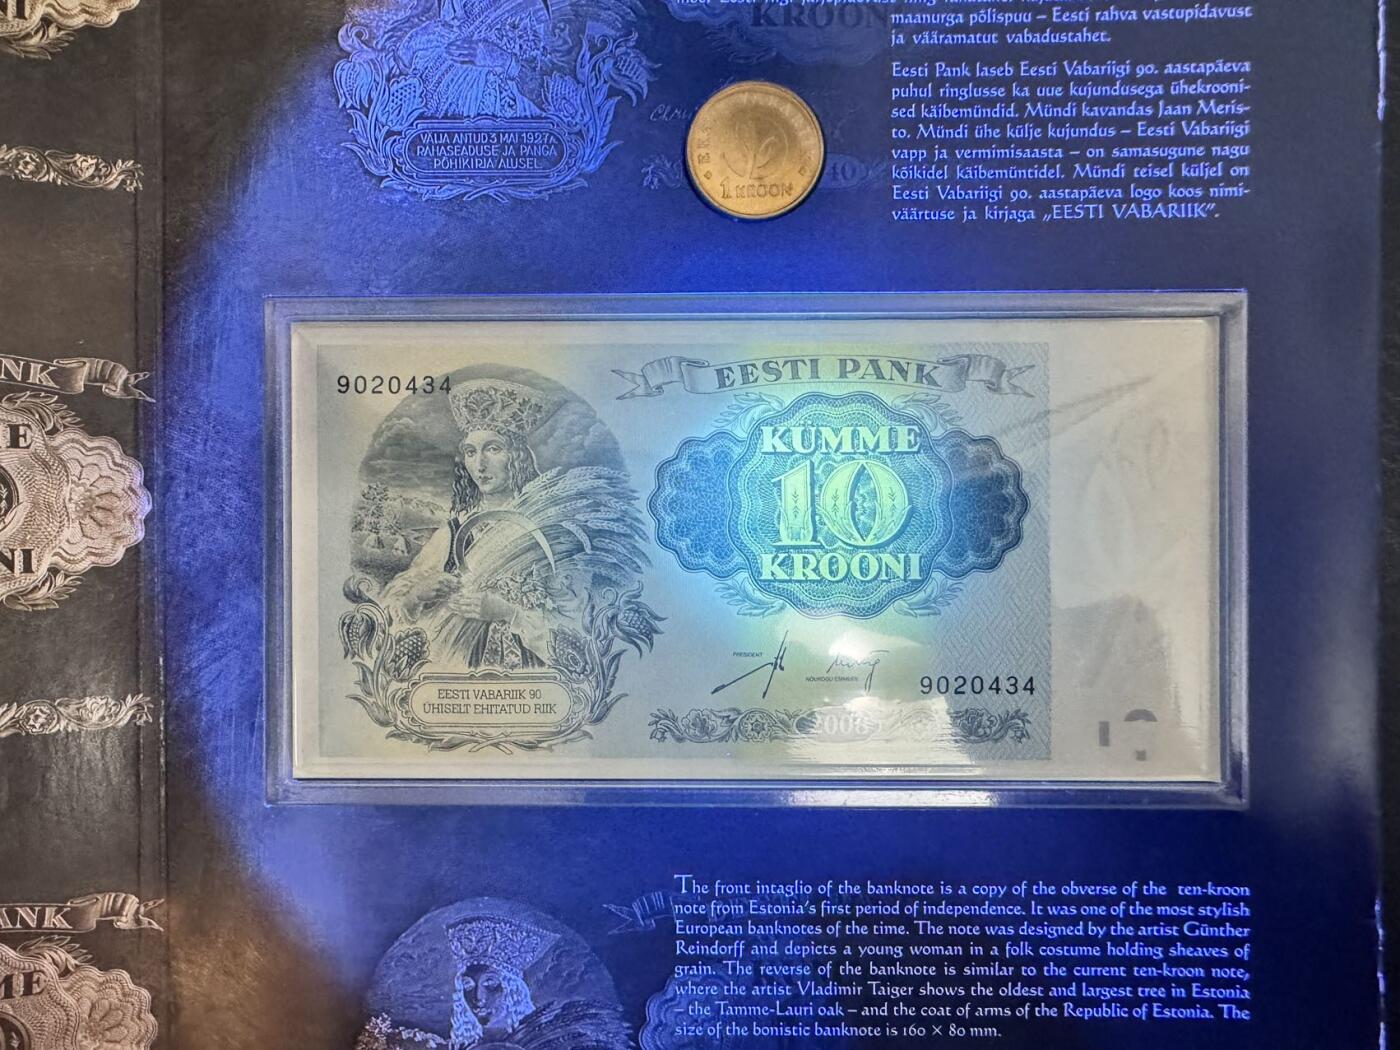 KROON
maanurga põlispuu – Eesti rahva vastupidavust
ja vääramatut vabadustahet.
Eesti Pank laseb Eesti Vabariigi 90. aastapäeva
puhul ringlusse ka uue kujundusega ühekrooni-
sed käibemündid. Mündi kavandas Jaan Meris-
to. Mündi ühe külje kujundus – Eesti Vabariigi
vapp ja vermimisaasta – on samasugune nagu
kõikidel käibemüntidel. Mündi teisel küljel on
Eesti Vabariigi 90. aastapäeva logo koos nimi-
väärtuse ja kirjaga „EESTI VABARIIK".
VÄLJA ANTUD 3 MAI 1927.A.
RAHASEADUSE JA PANGA
PÕHIKIRJA ALUSEL.
1 KROON
10
NK
E
NI
ANK
ME
9020434
EESTI PANK
KÜMME
10
KROONI
PRESIDENT
NÕUKOGU ESIMEES
9020434
EESTI VABARIIK 90
ÜHISELT EHITATUD RIIK
2008
The front intaglio of the banknote is a copy of the obverse of the ten-kroon
note from Estonia's first period of independence. It was one of the most stylish
European banknotes of the time. The note was designed by the artist Günther
Reindorff and depicts a young woman in a folk costume holding sheaves of
grain. The reverse of the banknote is similar to the current ten-kroon note,
where the artist Vladimir Taiger shows the oldest and largest tree in Estonia
– the Tamme-Lauri oak – and the coat of arms of the Republic of Estonia. The
size of the bonistic banknote is 160 × 80 mm.